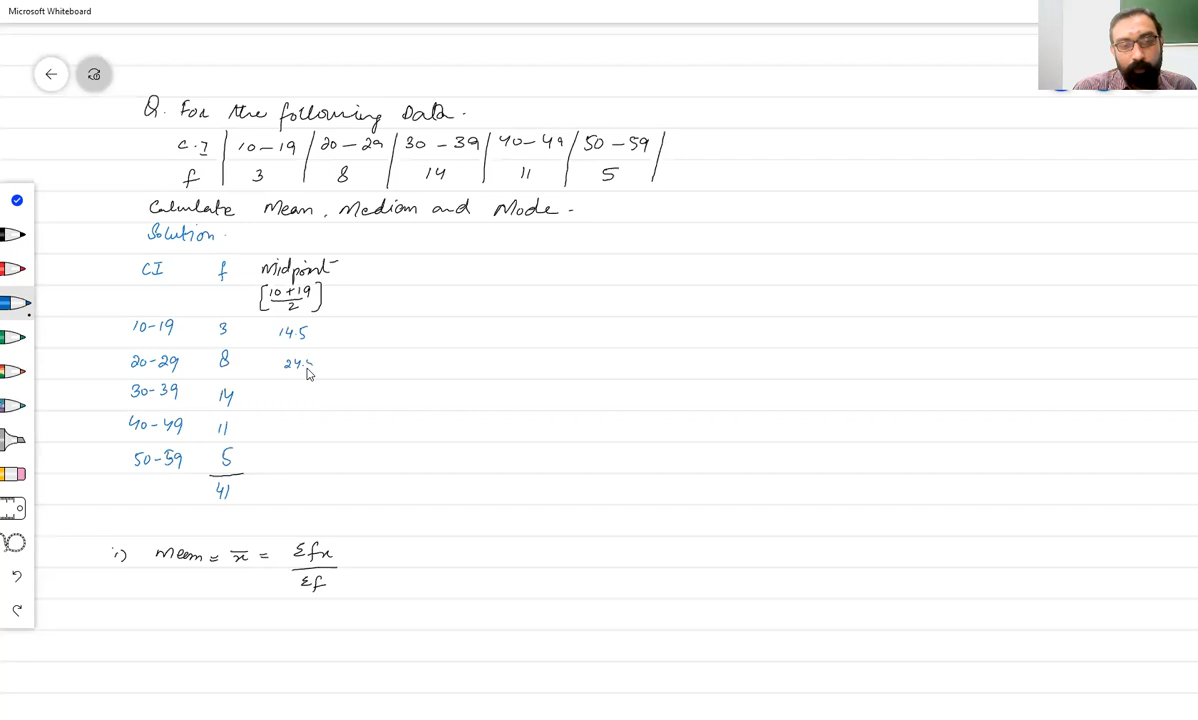 Microsoft Whiteboard
Q. For the following Data.
C.I 10-19 20-29 30-39 40-49 50-59
f 3 8 14 11 5
Calculate Mean, Median and Mode.
Solution.
CI f Midpoint
[10+19/2]
10-19 3 14.5
20-29 8 24.5
30-39 14
40-49 11
50-59 5
41
i) Mean = x̄ = Σfx/Σf